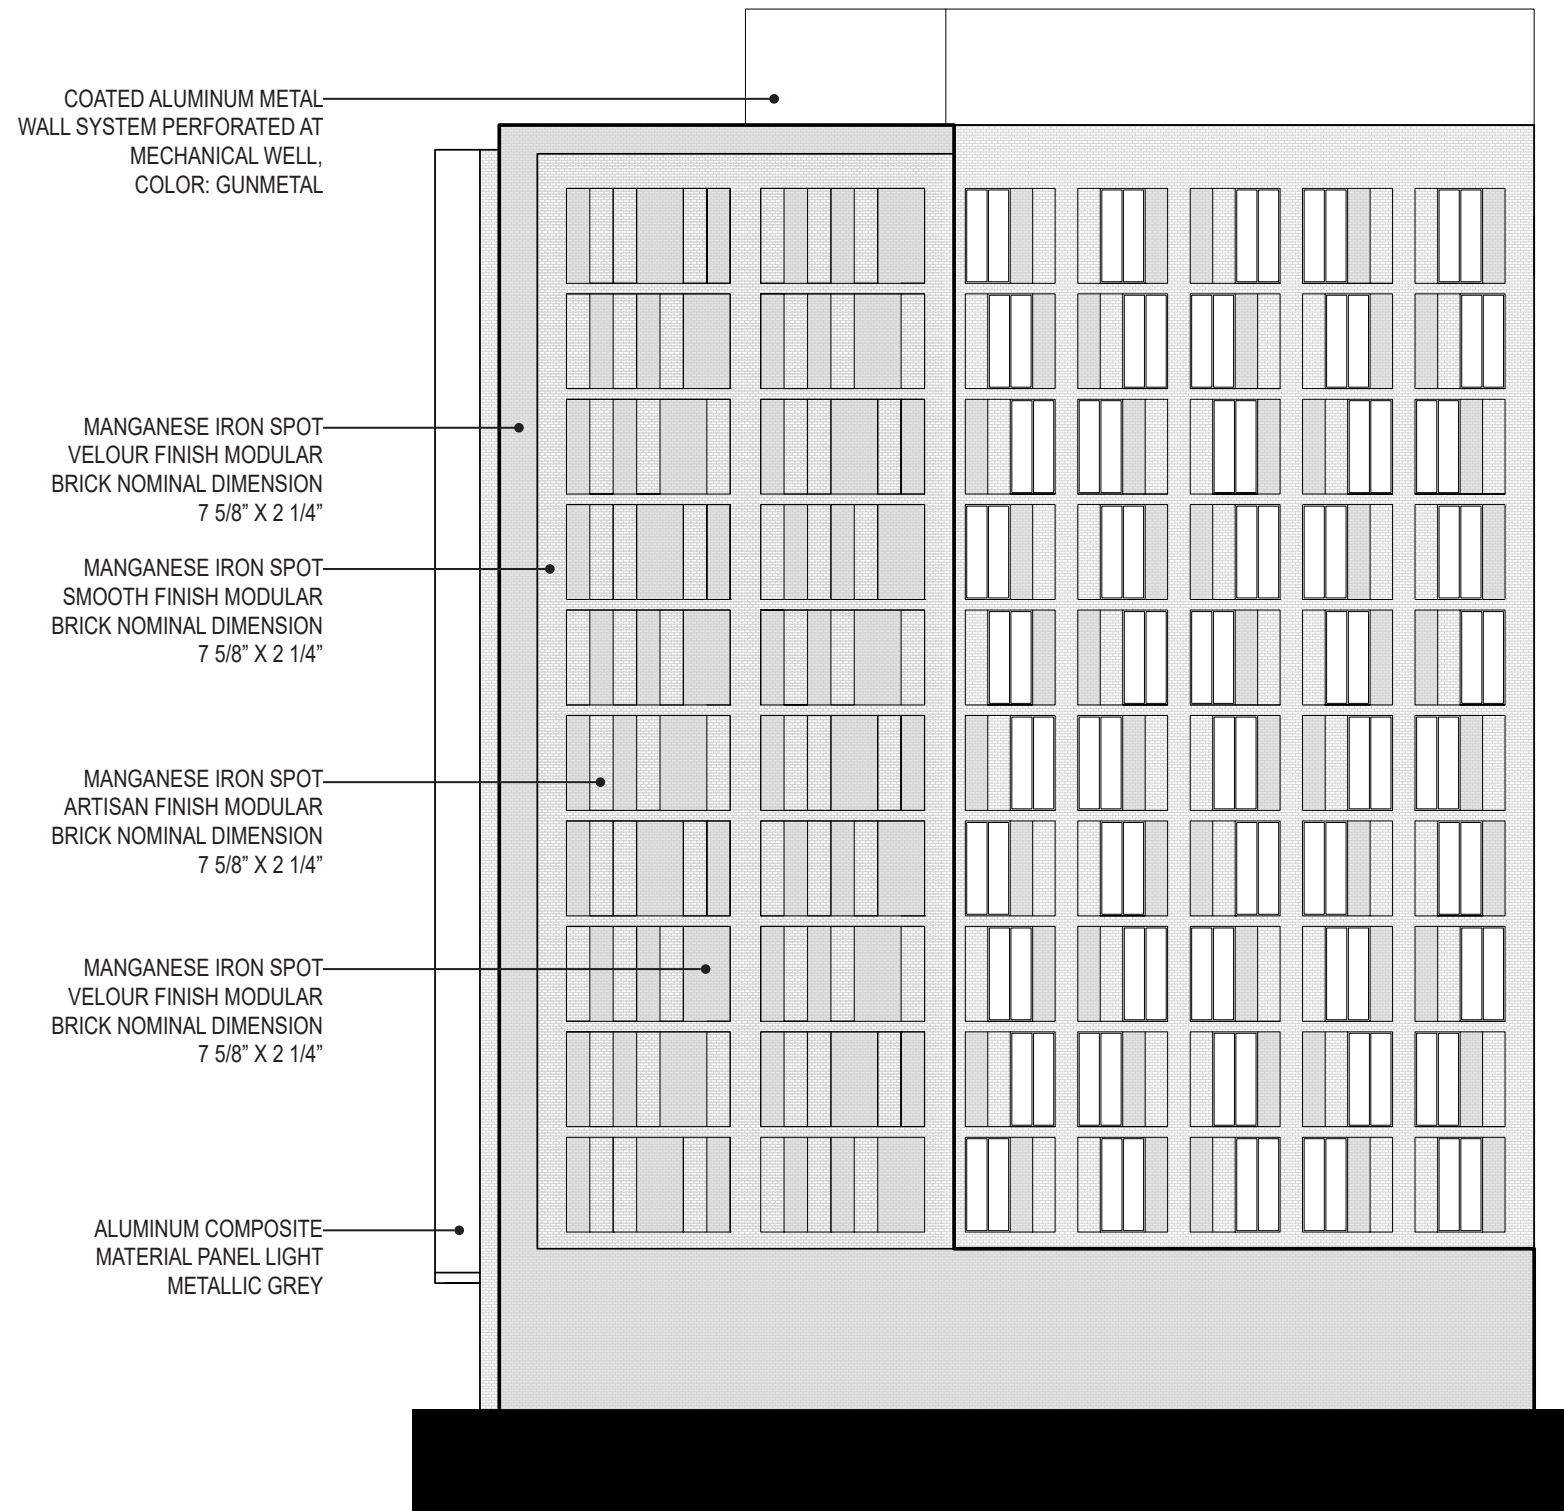 COATED ALUMINUM METAL
WALL SYSTEM PERFORATED AT
MECHANICAL WELL,
COLOR: GUNMETAL
MANGANESE IRON SPOT
VELOUR FINISH MODULAR
BRICK NOMINAL DIMENSION
7 5/8” X 2 1/4”
MANGANESE IRON SPOT
SMOOTH FINISH MODULAR
BRICK NOMINAL DIMENSION
7 5/8” X 2 1/4”
MANGANESE IRON SPOT
ARTISAN FINISH MODULAR
BRICK NOMINAL DIMENSION
7 5/8” X 2 1/4”
MANGANESE IRON SPOT
VELOUR FINISH MODULAR
BRICK NOMINAL DIMENSION
7 5/8” X 2 1/4”
ALUMINUM COMPOSITE
MATERIAL PANEL LIGHT
METALLIC GREY